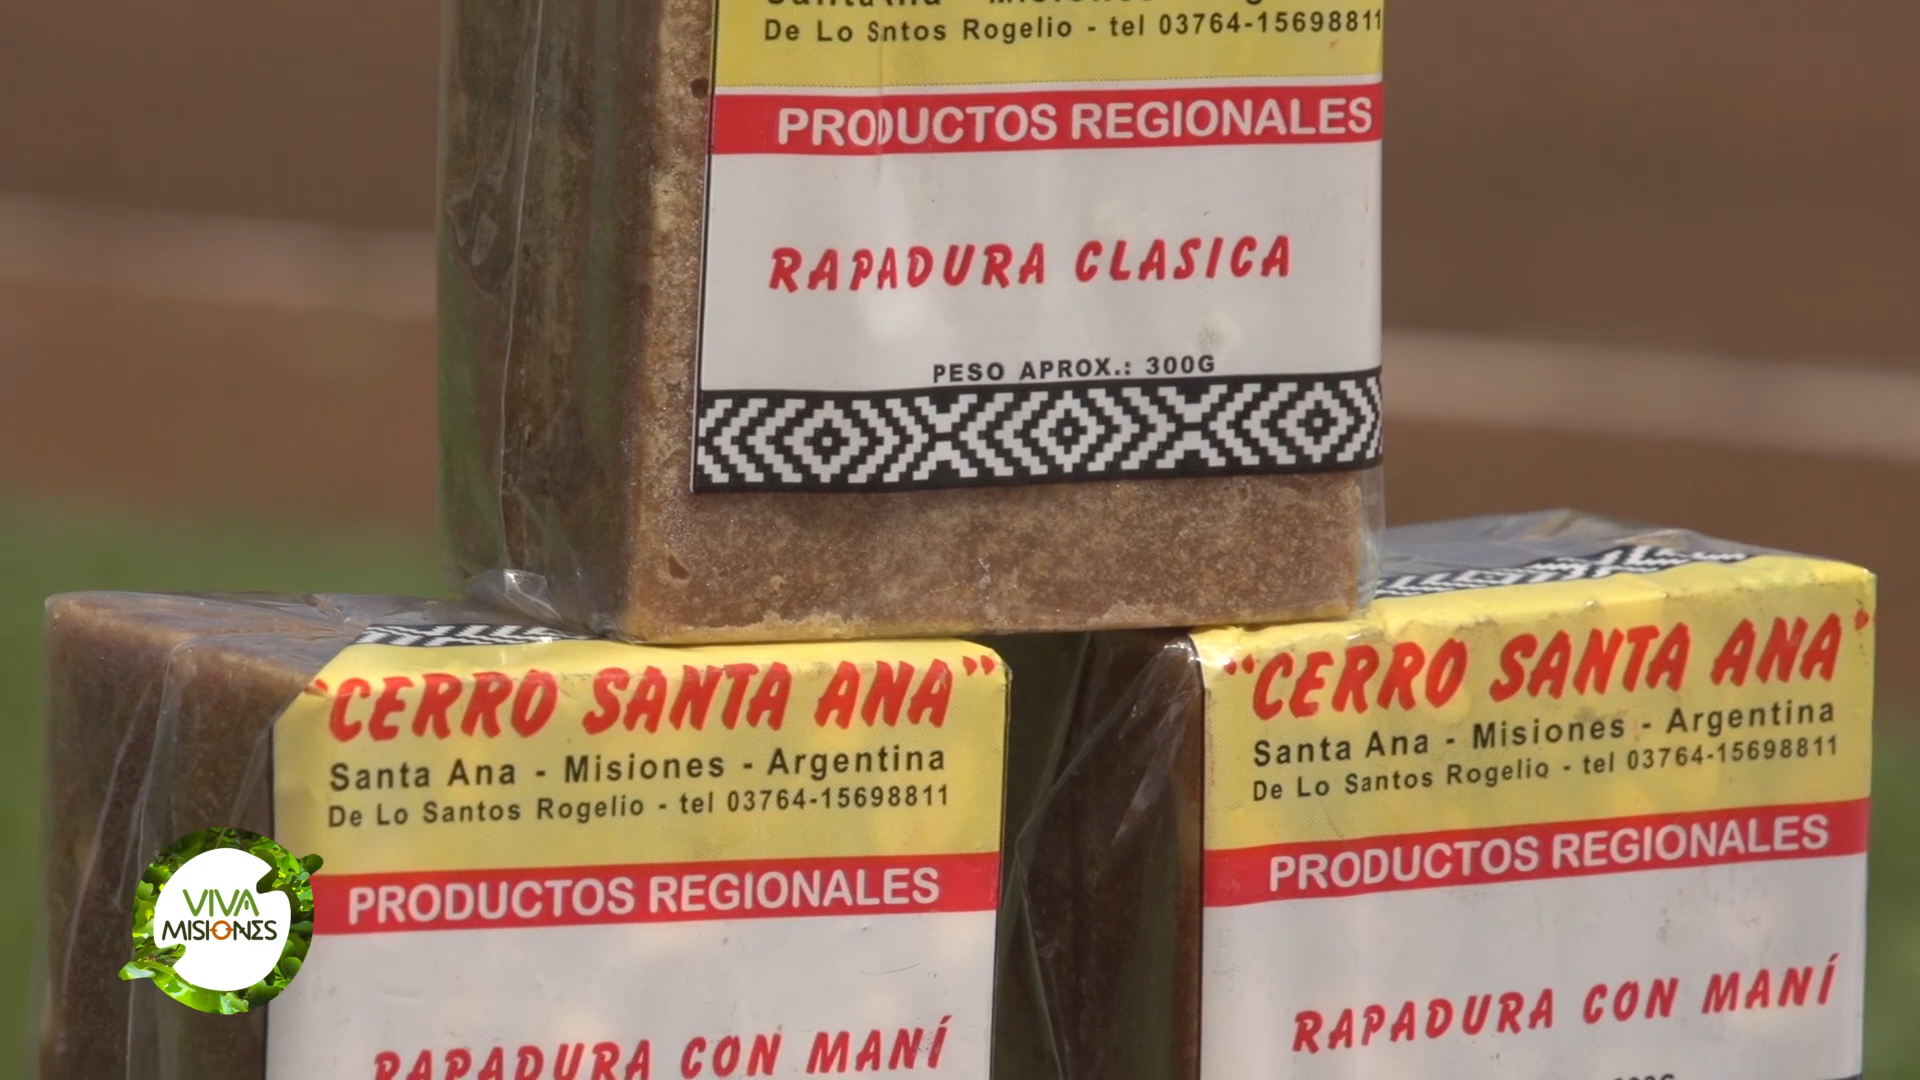 De Lo Sntos Rogelio - tel 03764-15698811
PRODUCTOS REGIONALES
RAPADURA CLASICA
PESO APROX.: 300G
"CERRO SANTA ANA"
Santa Ana - Misiones - Argentina
De Lo Santos Rogelio - tel 03764-15698811
PRODUCTOS REGIONALES
RAPADURA CON MANÍ
"CERRO SANTA ANA"
Santa Ana - Misiones - Argentina
De Lo Santos Rogelio - tel 03764-15698811
PRODUCTOS REGIONALES
RAPADURA CON MANÍ
VIVA
MISIONES